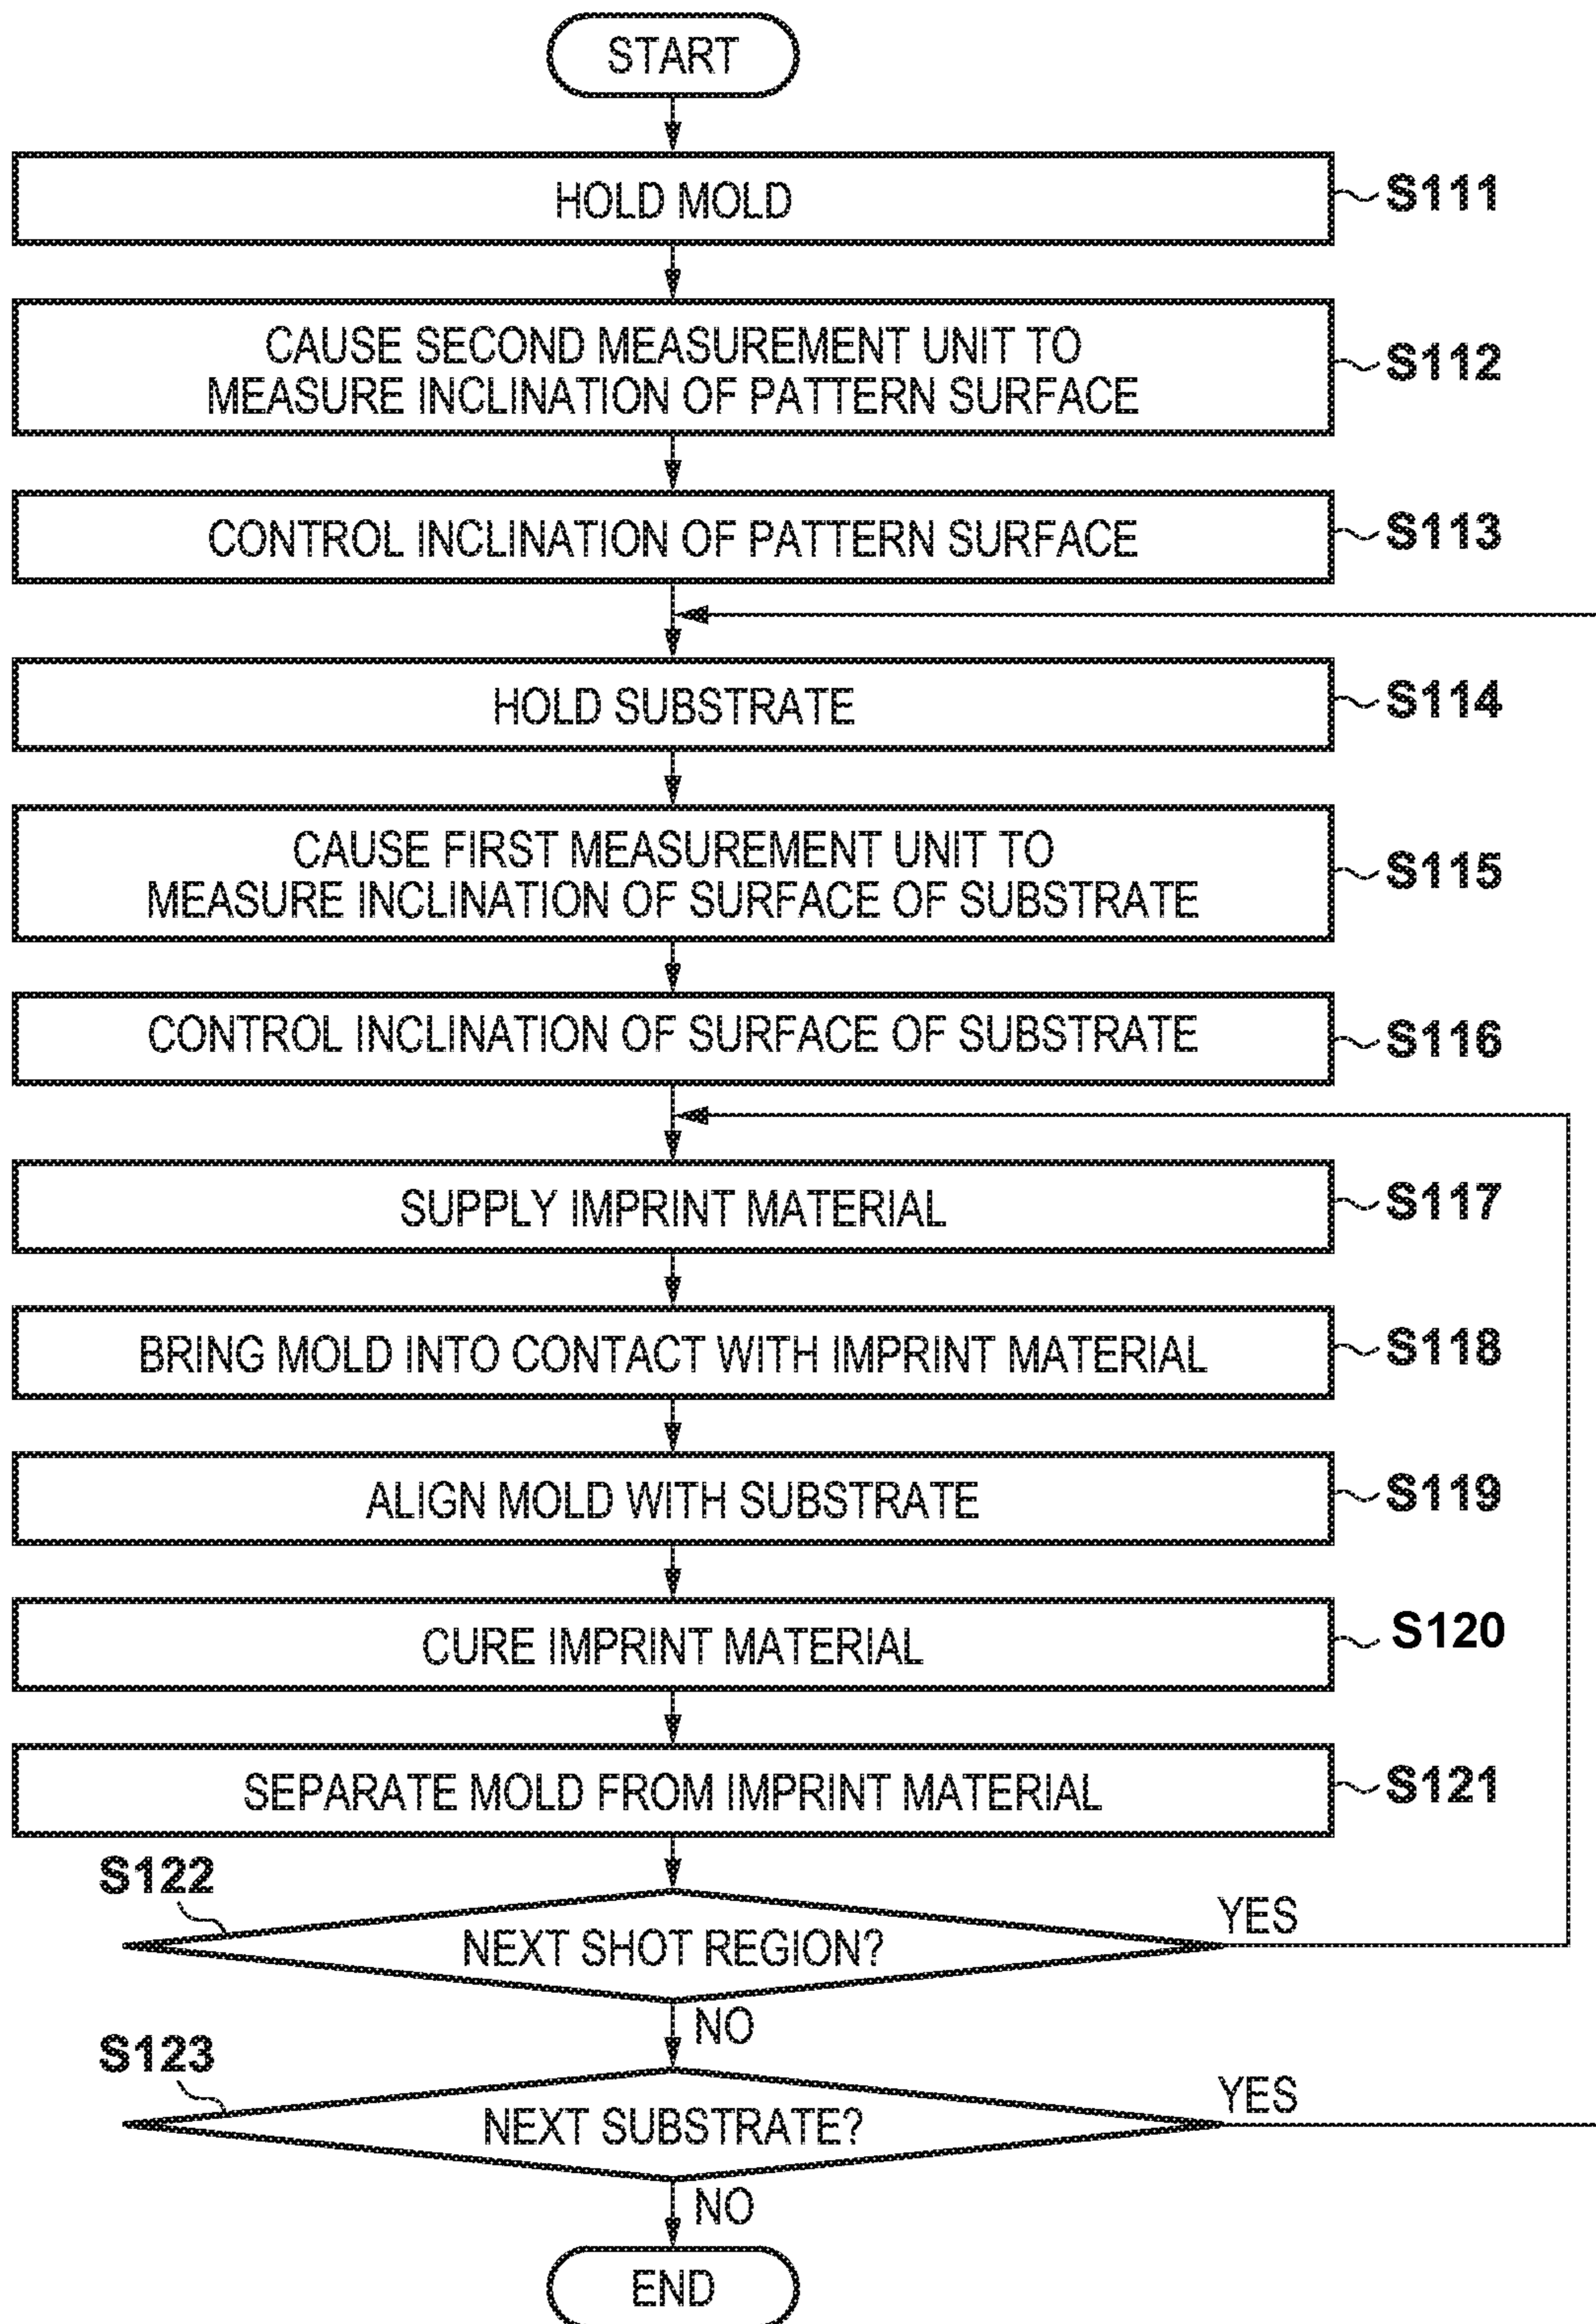 START
HOLD MOLD
S111
CAUSE SECOND MEASUREMENT UNIT TO
MEASURE INCLINATION OF PATTERN SURFACE
S112
CONTROL INCLINATION OF PATTERN SURFACE
S113
HOLD SUBSTRATE
S114
CAUSE FIRST MEASUREMENT UNIT TO
MEASURE INCLINATION OF SURFACE OF SUBSTRATE
S115
CONTROL INCLINATION OF SURFACE OF SUBSTRATE
S116
SUPPLY IMPRINT MATERIAL
S117
BRING MOLD INTO CONTACT WITH IMPRINT MATERIAL
S118
ALIGN MOLD WITH SUBSTRATE
S119
CURE IMPRINT MATERIAL
S120
SEPARATE MOLD FROM IMPRINT MATERIAL
S121
S122
NEXT SHOT REGION?
YES
NO
S123
NEXT SUBSTRATE?
YES
NO
END